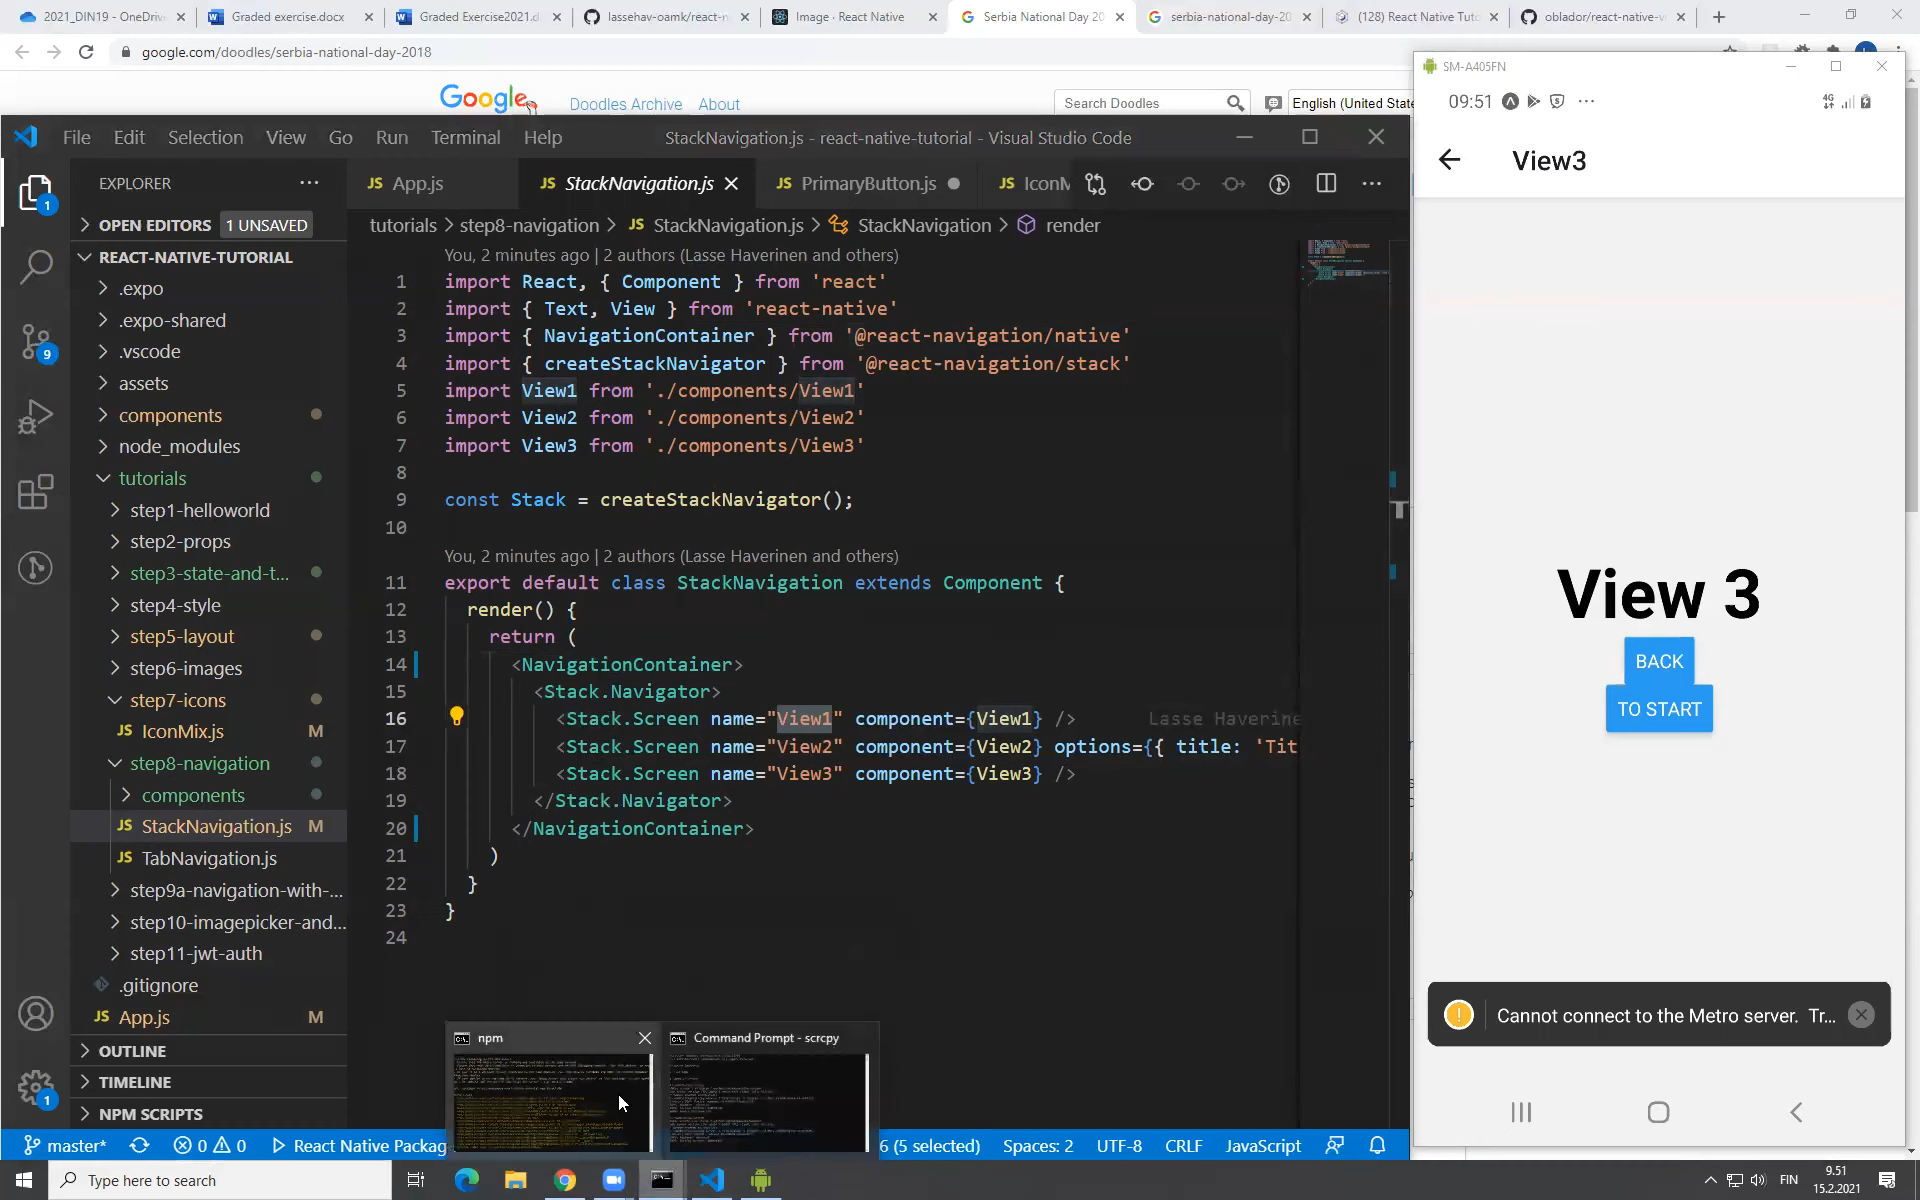 2021_DIN19 - OneDriv
Graded exercise.docx
Graded Exercise2021.d
lassehav-oamk/react-n
Image · React Native
Serbia National Day 20
serbia-national-day-20
(128) React Native Tuto
oblador/react-native-v
google.com/doodles/serbia-national-day-2018
Google
Doodles Archive
About
Search Doodles
English (United State
File Edit Selection View Go Run Terminal Help
StackNavigation.js - react-native-tutorial - Visual Studio Code
EXPLORER
JS App.js
JS StackNavigation.js
JS PrimaryButton.js
JS IconM
tutorials > step8-navigation > JS StackNavigation.js > StackNavigation > render
OPEN EDITORS 1 UNSAVED
REACT-NATIVE-TUTORIAL
.expo
.expo-shared
.vscode
assets
components
node_modules
tutorials
step1-helloworld
step2-props
step3-state-and-t...
step4-style
step5-layout
step6-images
step7-icons
JS IconMix.js M
step8-navigation
components
JS StackNavigation.js M
JS TabNavigation.js
step9a-navigation-with-...
step10-imagepicker-and...
step11-jwt-auth
.gitignore
JS App.js M
OUTLINE
TIMELINE
NPM SCRIPTS
1
9
1
You, 2 minutes ago | 2 authors (Lasse Haverinen and others)
1 import React, { Component } from 'react'
2 import { Text, View } from 'react-native'
3 import { NavigationContainer } from '@react-navigation/native'
4 import { createStackNavigator } from '@react-navigation/stack'
5 import View1 from './components/View1'
6 import View2 from './components/View2'
7 import View3 from './components/View3'
8
9 const Stack = createStackNavigator();
10
You, 2 minutes ago | 2 authors (Lasse Haverinen and others)
11 export default class StackNavigation extends Component {
12 render() {
13 return (
14 <NavigationContainer>
15 <Stack.Navigator>
16 <Stack.Screen name="View1" component={View1} /> Lasse Haverine
17 <Stack.Screen name="View2" component={View2} options={{ title: 'Tit
18 <Stack.Screen name="View3" component={View3} />
19 </Stack.Navigator>
20 </NavigationContainer>
21 )
22 }
23 }
24
npm
Command Prompt - scrcpy
master*
0 0
React Native Packag
6 (5 selected)
Spaces: 2
UTF-8
CRLF
JavaScript
SM-A405FN
09:51
4G
View3
View 3
BACK
TO START
Cannot connect to the Metro server. Tr...
Type here to search
FIN
9.51
15.2.2021